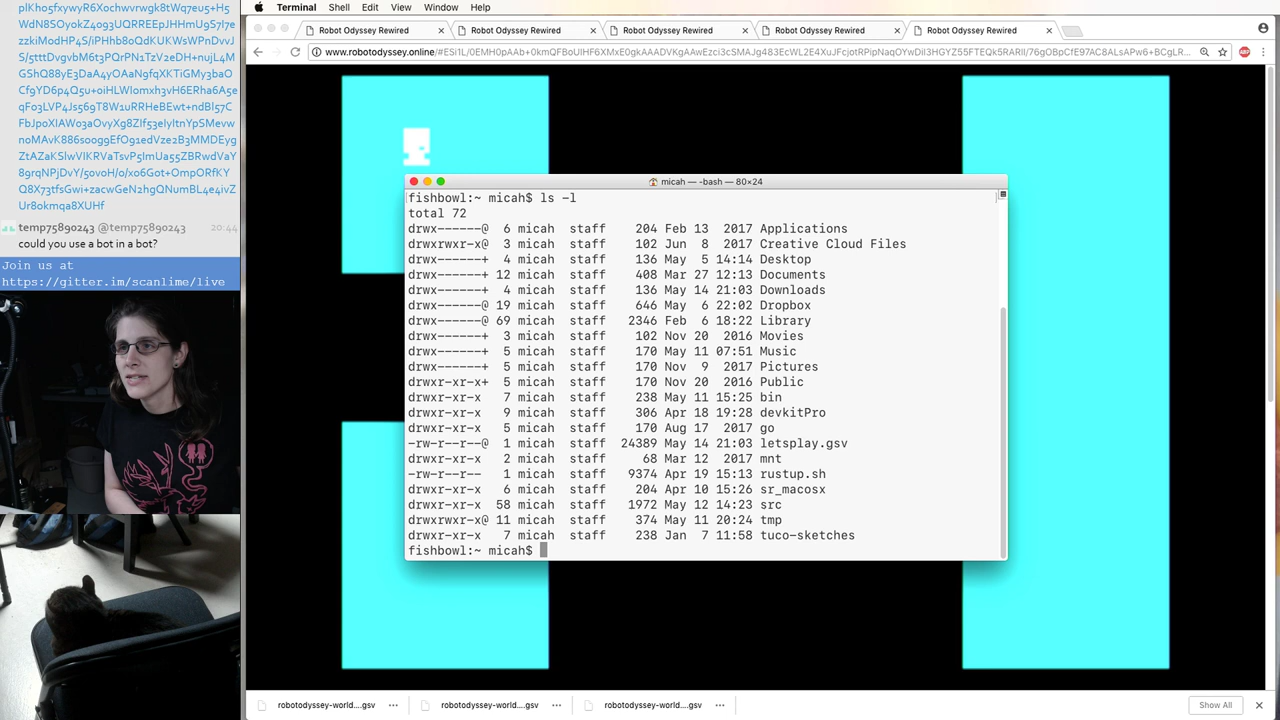 Terminal Shell Edit View Window Help
Robot Odyssey Rewired
Robot Odyssey Rewired
Robot Odyssey Rewired
Robot Odyssey Rewired
Robot Odyssey Rewired
Join us at
https://gitter.im/scanlime/live
temp75890243 @temp75890243 20:44
could you use a bot in a bot?
micah — -bash — 80×24
fishbowl:~ micah$ ls -l
total 72
drwx------@ 6 micah staff 204 Feb 13 2017 Applications
drwxrwxr-x@ 3 micah staff 102 Jun 8 2017 Creative Cloud Files
drwx------+ 4 micah staff 136 May 5 14:14 Desktop
drwx------+ 12 micah staff 408 Mar 27 12:13 Documents
drwx------+ 4 micah staff 136 May 14 21:03 Downloads
drwx------@ 19 micah staff 646 May 6 22:02 Dropbox
drwx------@ 69 micah staff 2346 Feb 6 18:22 Library
drwx------+ 3 micah staff 102 Nov 20 2016 Movies
drwx------+ 5 micah staff 170 May 11 07:51 Music
drwx------+ 5 micah staff 170 Nov 9 2017 Pictures
drwxr-xr-x+ 5 micah staff 170 Nov 20 2016 Public
drwxr-xr-x 7 micah staff 238 May 11 15:25 bin
drwxr-xr-x 9 micah staff 306 Apr 18 19:28 devkitPro
drwxr-xr-x 5 micah staff 170 Aug 17 2017 go
-rw-r--r--@ 1 micah staff 24389 May 14 21:03 letsplay.gsv
drwxr-xr-x 2 micah staff 68 Mar 12 2017 mnt
-rw-r--r-- 1 micah staff 9374 Apr 19 15:13 rustup.sh
drwxr-xr-x 6 micah staff 204 Apr 10 15:26 sr_macosx
drwxr-xr-x 58 micah staff 1972 May 12 14:23 src
drwxrwxr-x@ 11 micah staff 374 May 11 20:24 tmp
drwxr-xr-x 7 micah staff 238 Jan 7 11:58 tuco-sketches
fishbowl:~ micah$
robotodyssey-world....gsv
robotodyssey-world....gsv
robotodyssey-world....gsv
Show All